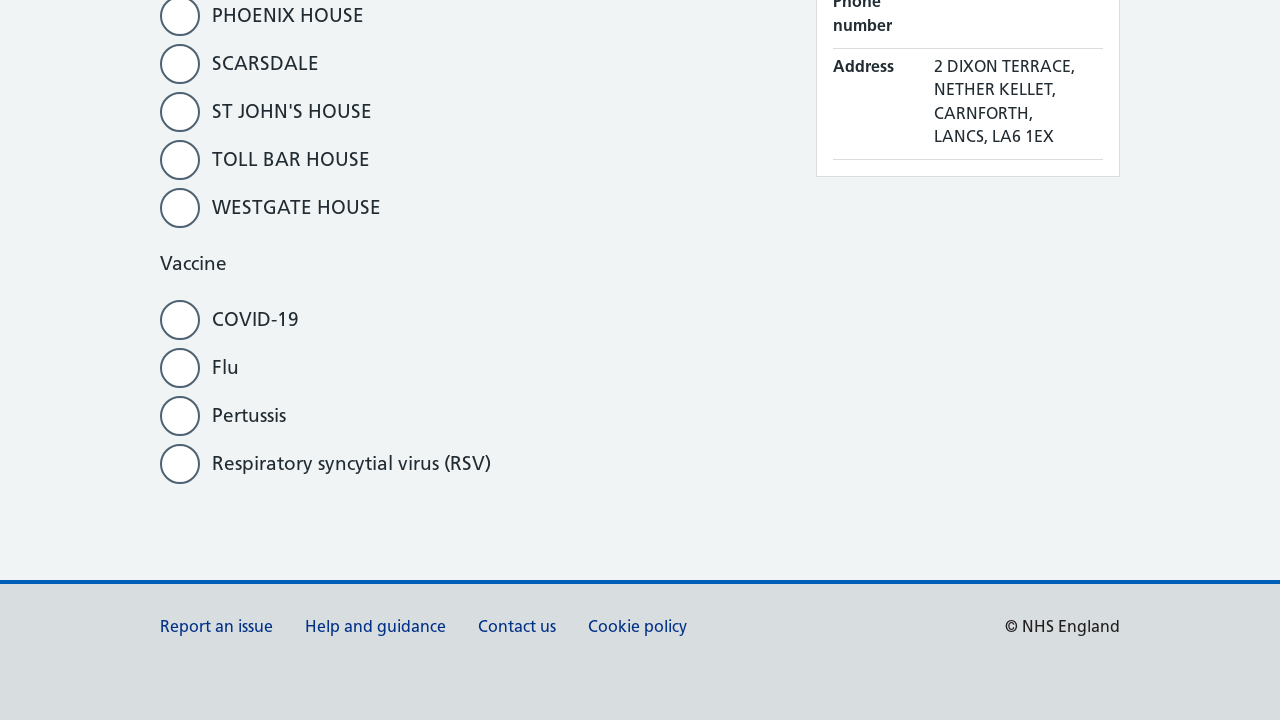 PHOENIX HOUSE
SCARSDALE
ST JOHN'S HOUSE
TOLL BAR HOUSE
WESTGATE HOUSE
Vaccine
COVID-19
Flu
Pertussis
Respiratory syncytial virus (RSV)
Phone
number
Address
2 DIXON TERRACE,
NETHER KELLET,
CARNFORTH,
LANCS, LA6 1EX
Report an issue
Help and guidance
Contact us
Cookie policy
© NHS England